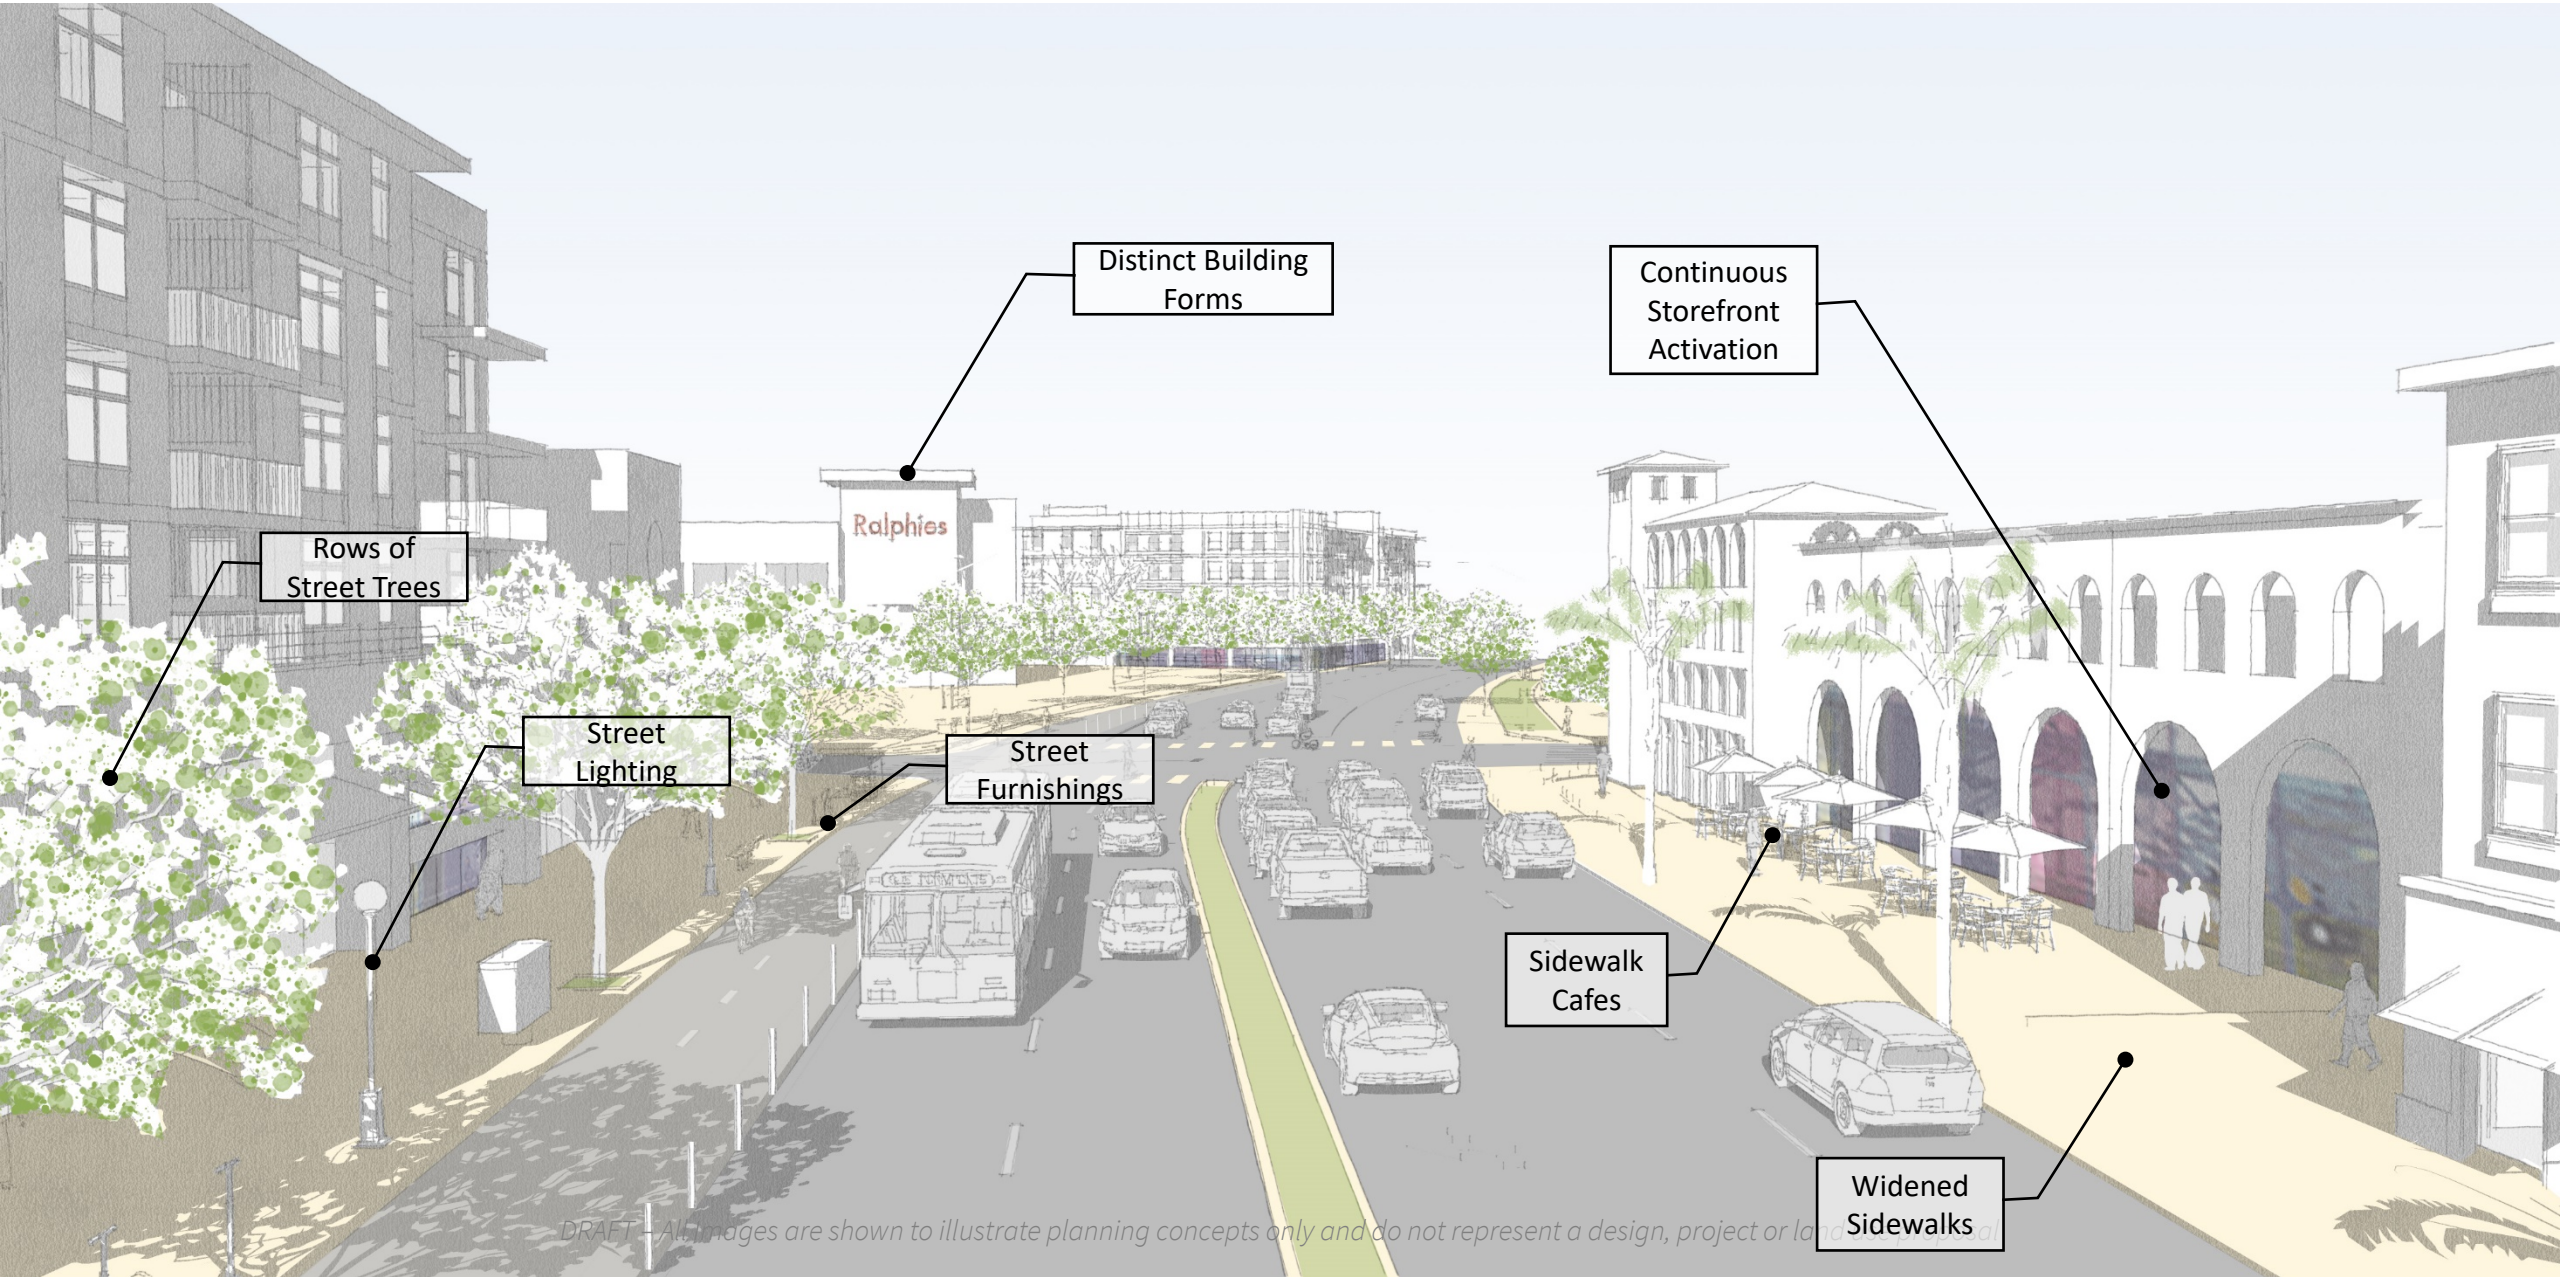 Distinct Building
Forms
Continuous
Storefront
Activation
Ralphies
Rows of
Street Trees
Street
Lighting
Street
Furnishings
Sidewalk
Cafes
Widened
Sidewalks
DRAFT – All images are shown to illustrate planning concepts only and do not represent a design, project or land use proposal